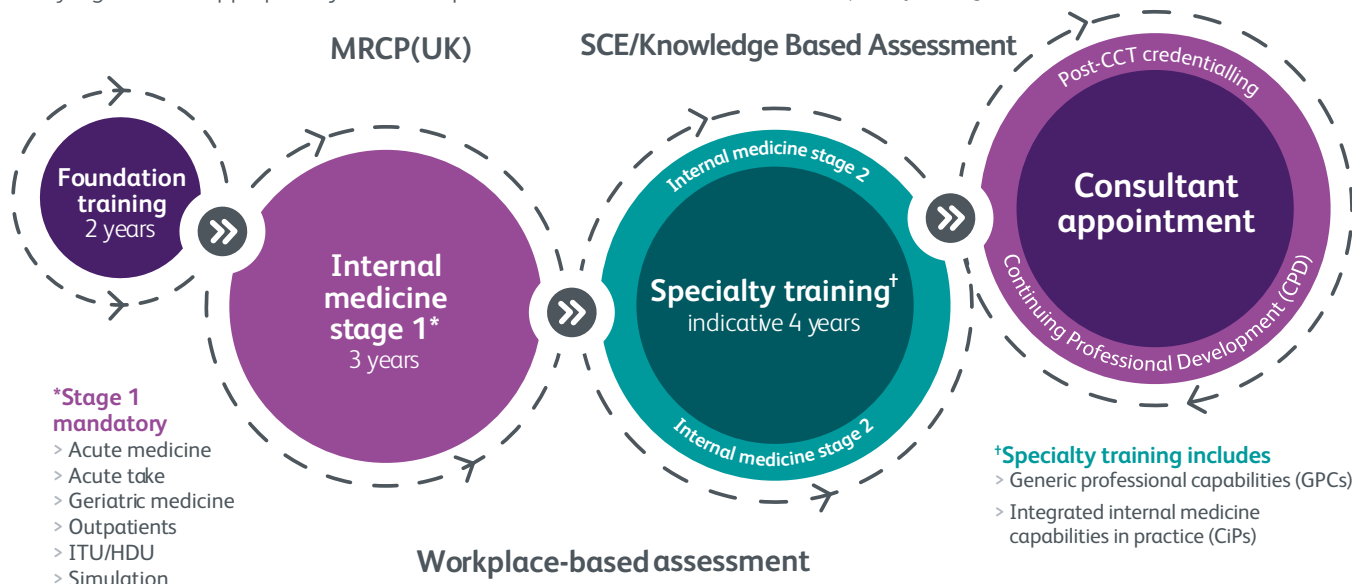 MRCP(UK)
SCE/Knowledge Based Assessment
Foundation
training
2 years
Internal
medicine
stage 1*
3 years
Internal medicine stage 2
Specialty training†
indicative 4 years
Internal medicine stage 2
Post-CCT credentialling
Consultant
appointment
Continuing Professional Development (CPD)
*Stage 1
mandatory
> Acute medicine
> Acute take
> Geriatric medicine
> Outpatients
> ITU/HDU
> Simulation
Workplace-based assessment
†Specialty training includes
> Generic professional capabilities (GPCs)
> Integrated internal medicine
capabilities in practice (CiPs)